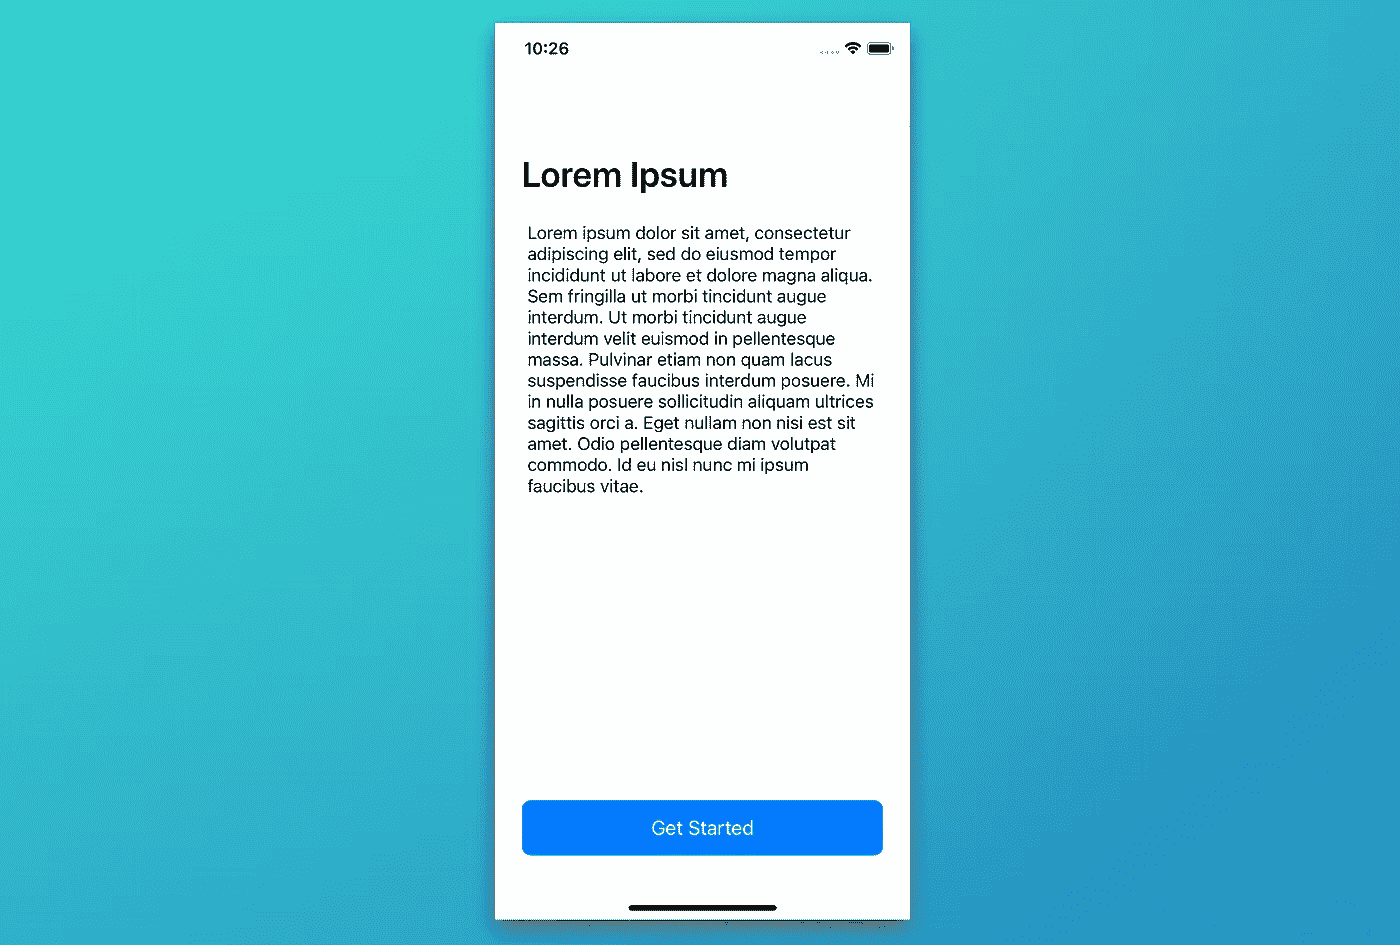 10:26
Lorem Ipsum
Lorem ipsum dolor sit amet, consectetur
adipiscing elit, sed do eiusmod tempor
incididunt ut labore et dolore magna aliqua.
Sem fringilla ut morbi tincidunt augue
interdum. Ut morbi tincidunt augue
interdum velit euismod in pellentesque
massa. Pulvinar etiam non quam lacus
suspendisse faucibus interdum posuere. Mi
in nulla posuere sollicitudin aliquam ultrices
sagittis orci a. Eget nullam non nisi est sit
amet. Odio pellentesque diam volutpat
commodo. Id eu nisl nunc mi ipsum
faucibus vitae.
Get Started